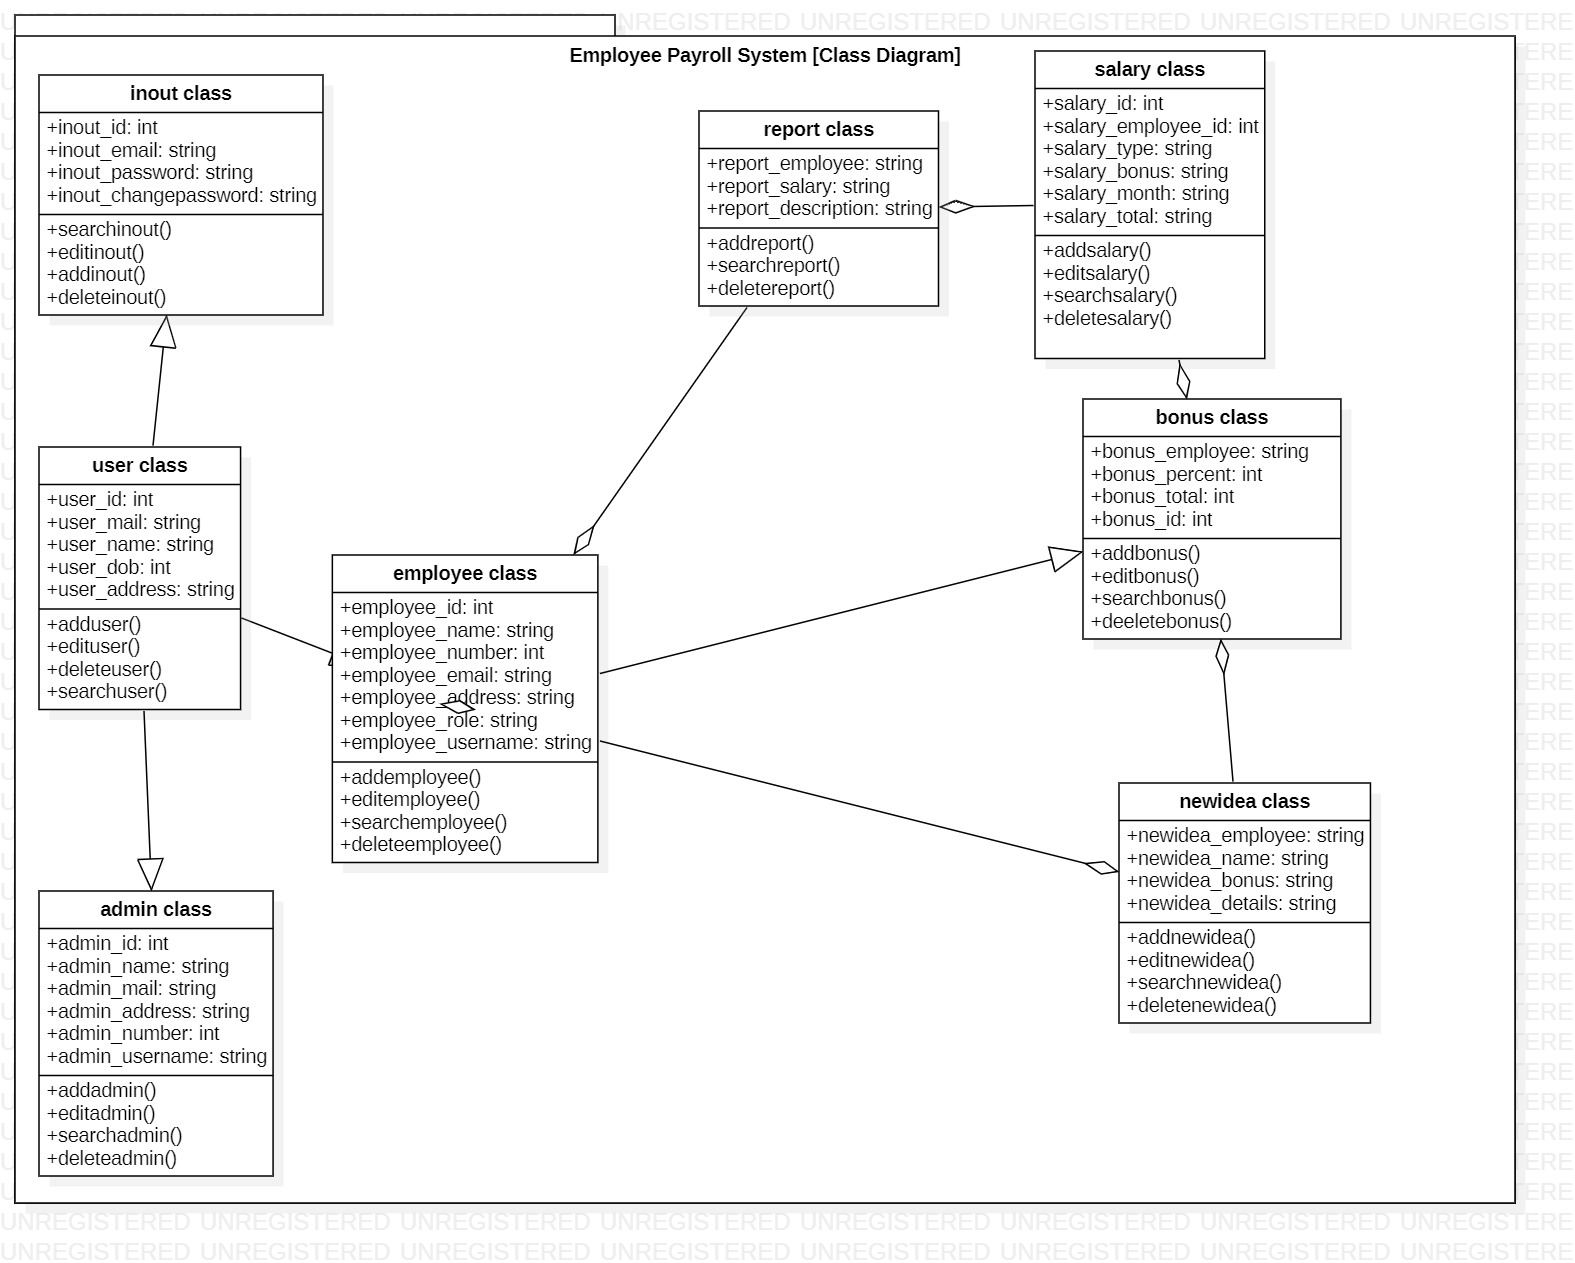 Employee Payroll System [Class Diagram]
inout class
+inout_id: int
+inout_email: string
+inout_password: string
+inout_changepassword: string
+searchinout()
+editinout()
+addinout()
+deleteinout()
report class
+report_employee: string
+report_salary: string
+report_description: string
+addreport()
+searchreport()
+deletereport()
salary class
+salary_id: int
+salary_employee_id: int
+salary_type: string
+salary_bonus: string
+salary_month: string
+salary_total: string
+addsalary()
+editsalary()
+searchsalary()
+deletesalary()
user class
+user_id: int
+user_mail: string
+user_name: string
+user_dob: int
+user_address: string
+adduser()
+edituser()
+deleteuser()
+searchuser()
employee class
+employee_id: int
+employee_name: string
+employee_number: int
+employee_email: string
+employee_address: string
+employee_role: string
+employee_username: string
+addemployee()
+editemployee()
+searchemployee()
+deleteemployee()
bonus class
+bonus_employee: string
+bonus_percent: int
+bonus_total: int
+bonus_id: int
+addbonus()
+editbonus()
+searchbonus()
+deeletebonus()
newidea class
+newidea_employee: string
+newidea_name: string
+newidea_bonus: string
+newidea_details: string
+addnewidea()
+editnewidea()
+searchnewidea()
+deletenewidea()
admin class
+admin_id: int
+admin_name: string
+admin_mail: string
+admin_address: string
+admin_number: int
+admin_username: string
+addadmin()
+editadmin()
+searchadmin()
+deleteadmin()
UNREGISTERED UNREGISTERED UNREGISTERED UNREGISTERED UNREGISTERED UNREGISTERED UNREGISTERED UNREGISTERE
UNREGISTERED UNREGISTERED UNREGISTERED UNREGISTERED UNREGISTERED UNREGISTERED UNREGISTERED UNREGISTERE